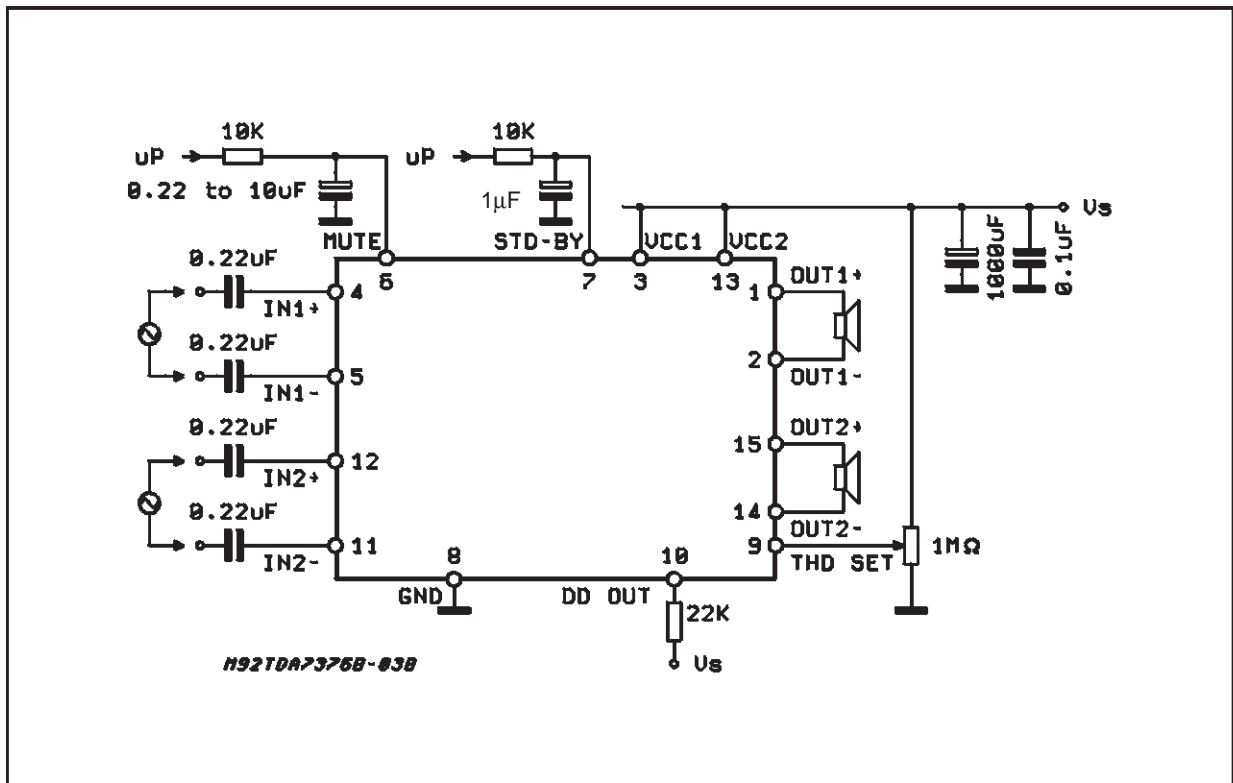 10K
10K
uP
uP
0.22 to 10uF
1μF
Vs
MUTE
STD-BY
VCC1
VCC2
1000uF
0.1uF
0.22uF
6
7
3
13
OUT1+
4
1
IN1+
0.22uF
2
5
OUT1-
IN1-
0.22uF
OUT2+
15
12
IN2+
0.22uF
14
OUT2-
11
8
10
9
1MΩ
IN2-
THD SET
GND
DD OUT
22K
M92TDA7376B-03B
Vs